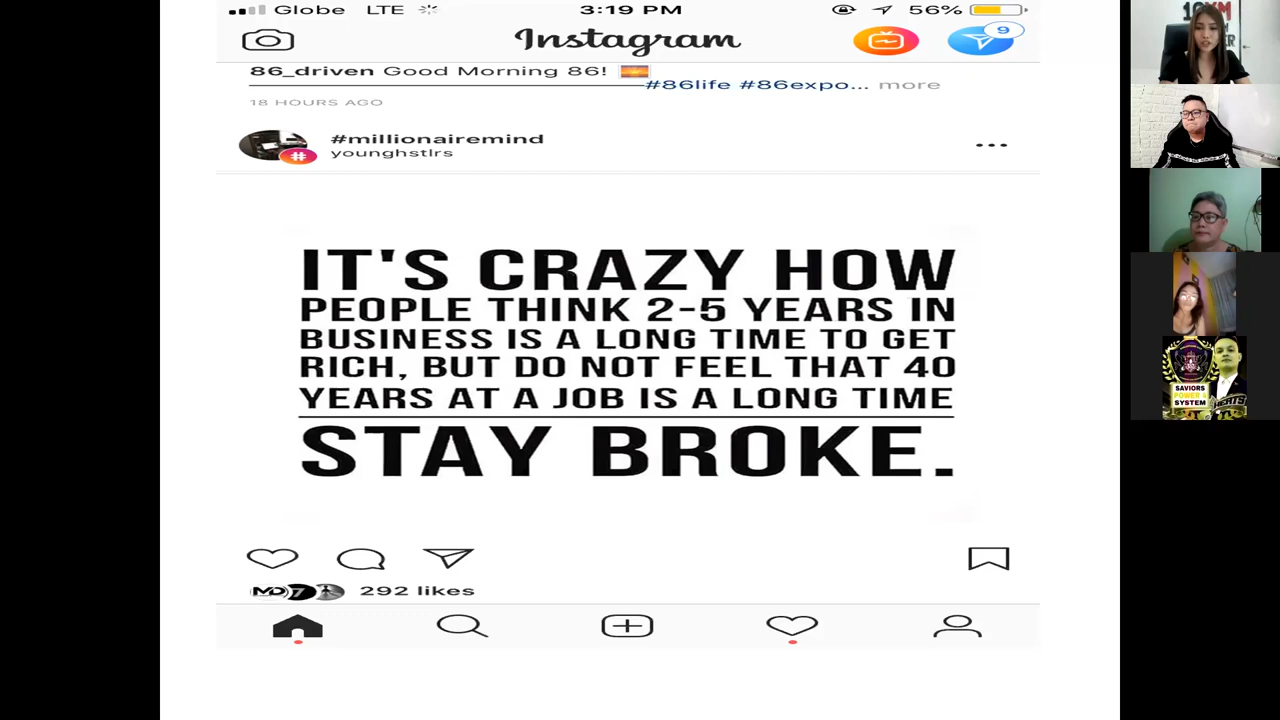 Globe LTE 3:19 PM 56%
Instagram
9
86_driven Good Morning 86!
#86life #86expo... more
18 HOURS AGO
#millionairemind
younghstlrs
IT'S CRAZY HOW
PEOPLE THINK 2-5 YEARS IN
BUSINESS IS A LONG TIME TO GET
RICH, BUT DO NOT FEEL THAT 40
YEARS AT A JOB IS A LONG TIME
STAY BROKE.
292 likes
SAVIORS
POWER
SYSTEM